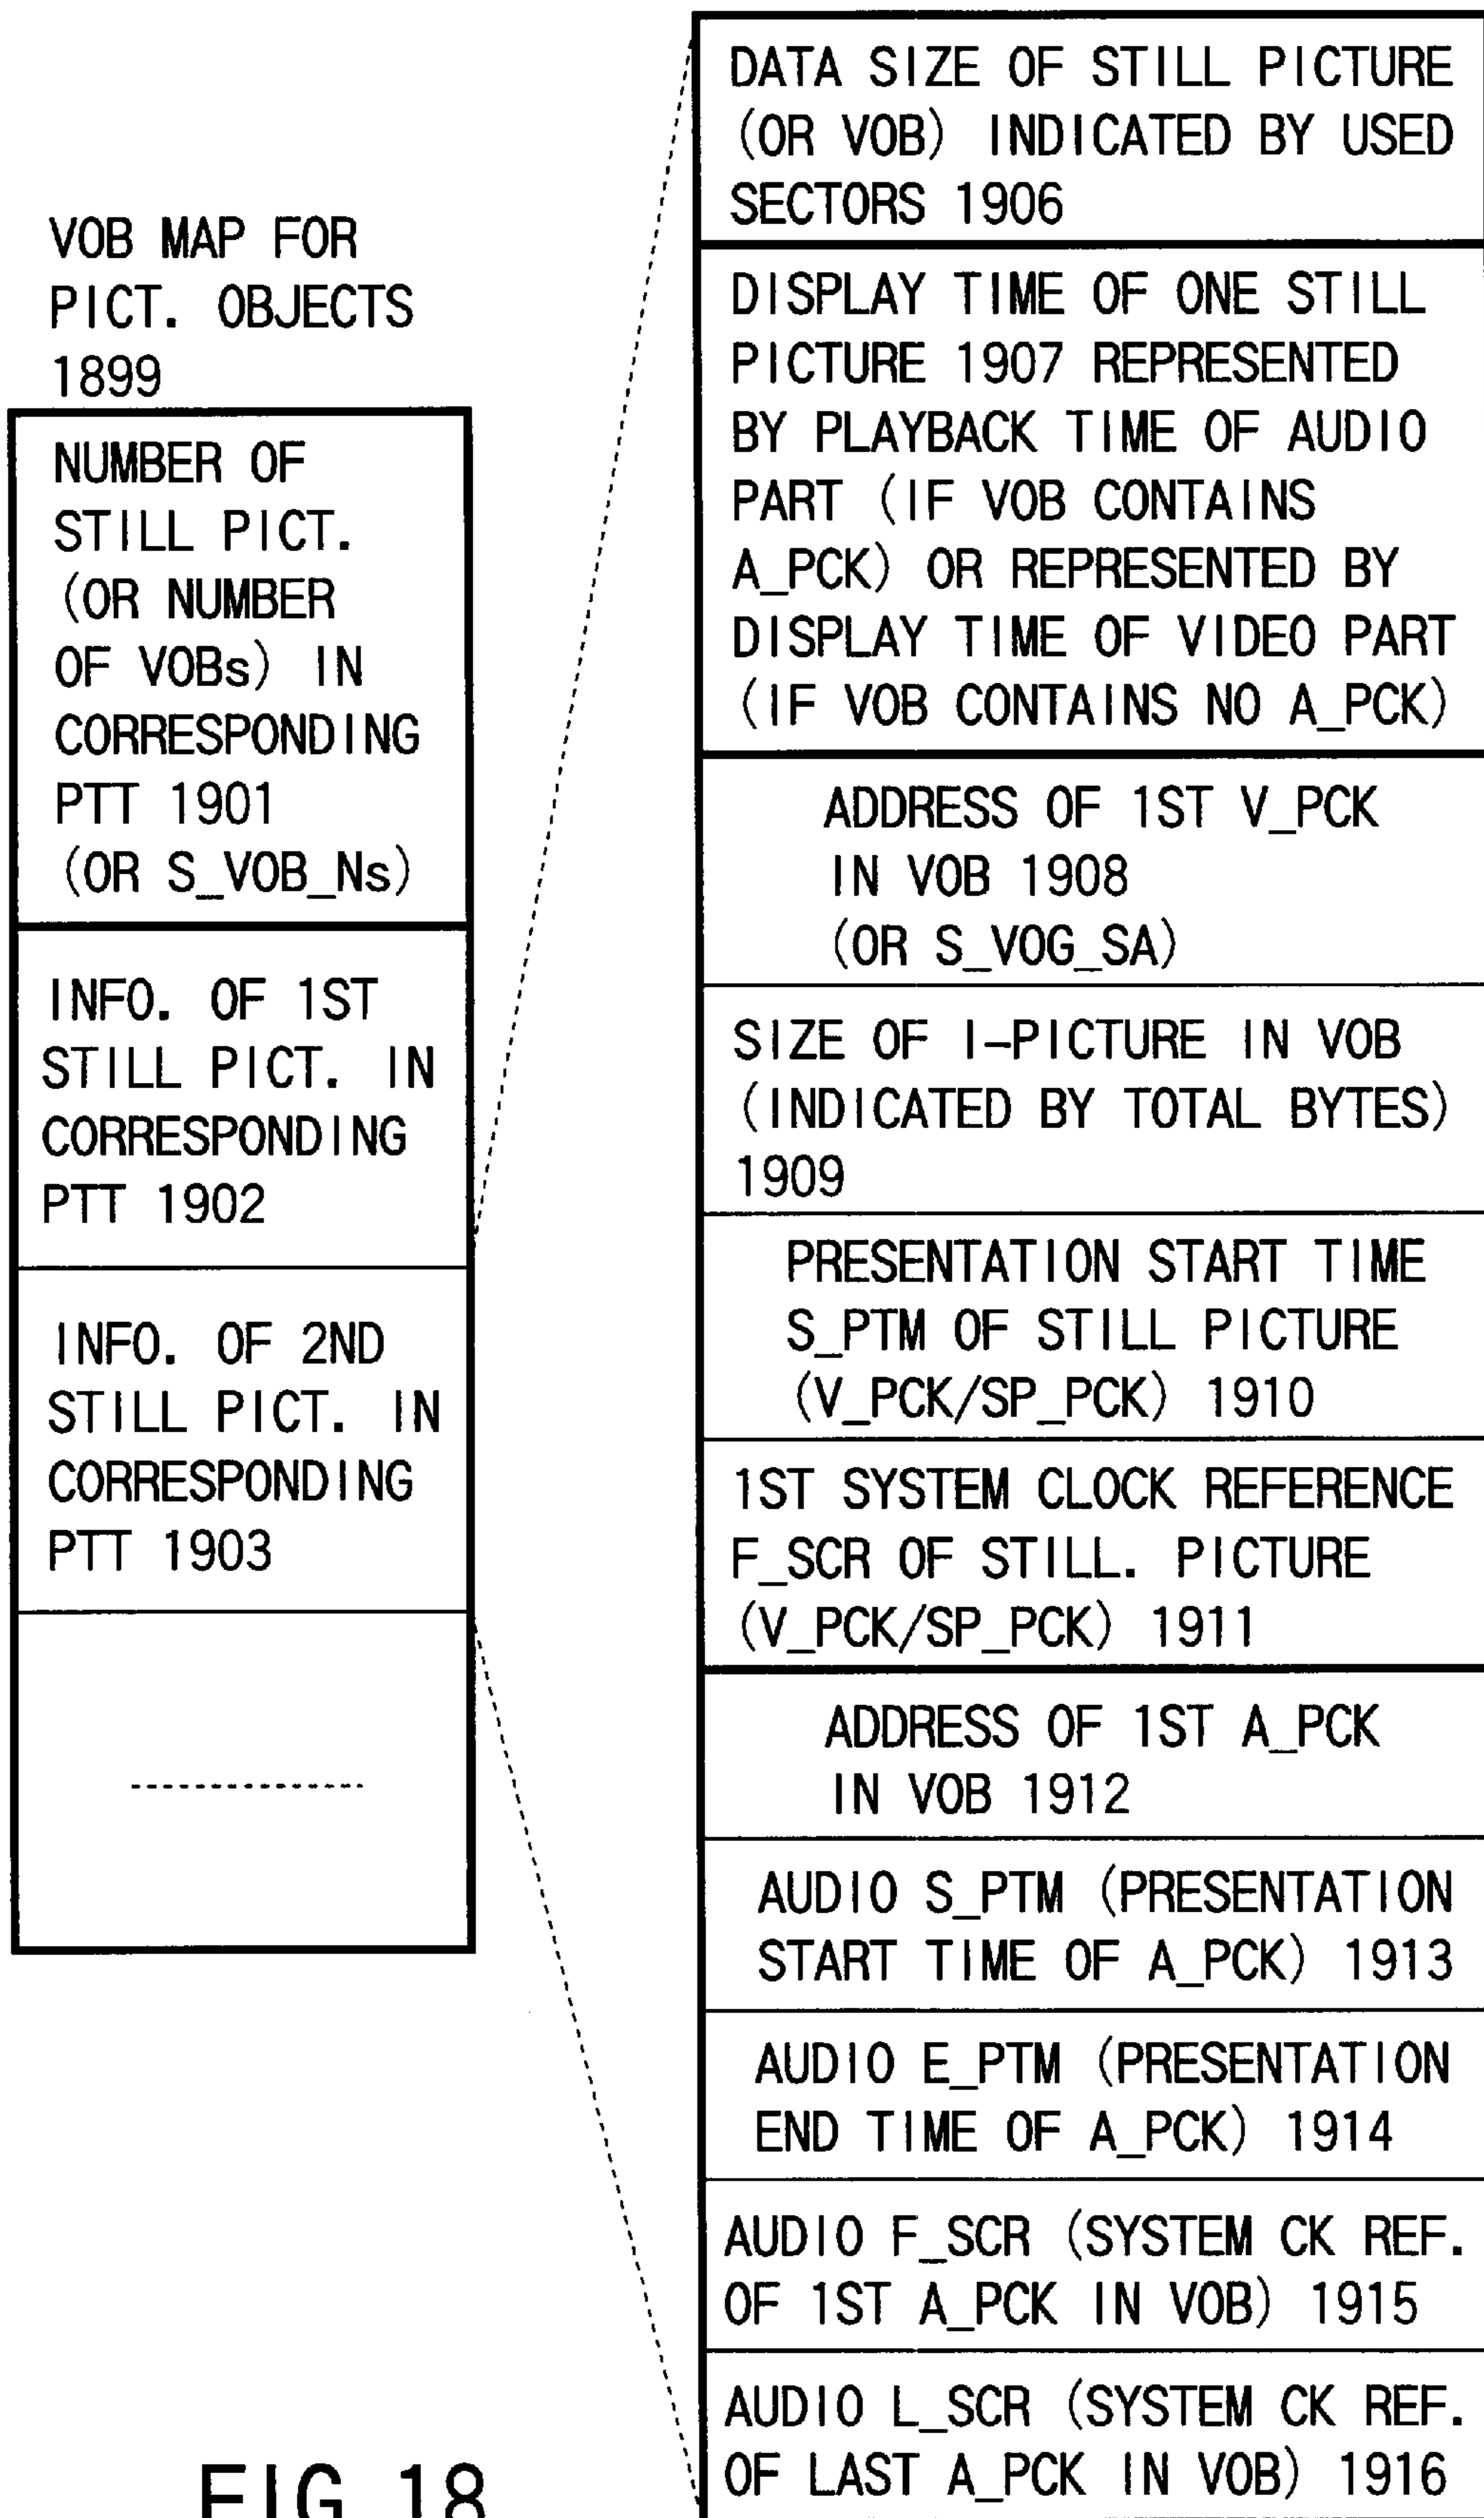 VOB MAP FOR
PICT. OBJECTS
1899
NUMBER OF
STILL PICT.
(OR NUMBER
OF VOBs) IN
CORRESPONDING
PTT 1901
(OR S_VOB_Ns)
INFO. OF 1ST
STILL PICT. IN
CORRESPONDING
PTT 1902
INFO. OF 2ND
STILL PICT. IN
CORRESPONDING
PTT 1903
DATA SIZE OF STILL PICTURE
(OR VOB) INDICATED BY USED
SECTORS 1906
DISPLAY TIME OF ONE STILL
PICTURE 1907 REPRESENTED
BY PLAYBACK TIME OF AUDIO
PART (IF VOB CONTAINS
A_PCK) OR REPRESENTED BY
DISPLAY TIME OF VIDEO PART
(IF VOB CONTAINS NO A_PCK)
ADDRESS OF 1ST V_PCK
IN VOB 1908
(OR S_VOG_SA)
SIZE OF I-PICTURE IN VOB
(INDICATED BY TOTAL BYTES)
1909
PRESENTATION START TIME
S_PTM OF STILL PICTURE
(V_PCK/SP_PCK) 1910
1ST SYSTEM CLOCK REFERENCE
F_SCR OF STILL. PICTURE
(V_PCK/SP_PCK) 1911
ADDRESS OF 1ST A_PCK
IN VOB 1912
AUDIO S_PTM (PRESENTATION
START TIME OF A_PCK) 1913
AUDIO E_PTM (PRESENTATION
END TIME OF A_PCK) 1914
AUDIO F_SCR (SYSTEM CK REF.
OF 1ST A_PCK IN VOB) 1915
AUDIO L_SCR (SYSTEM CK REF.
OF LAST A_PCK IN VOB) 1916
FIG. 18